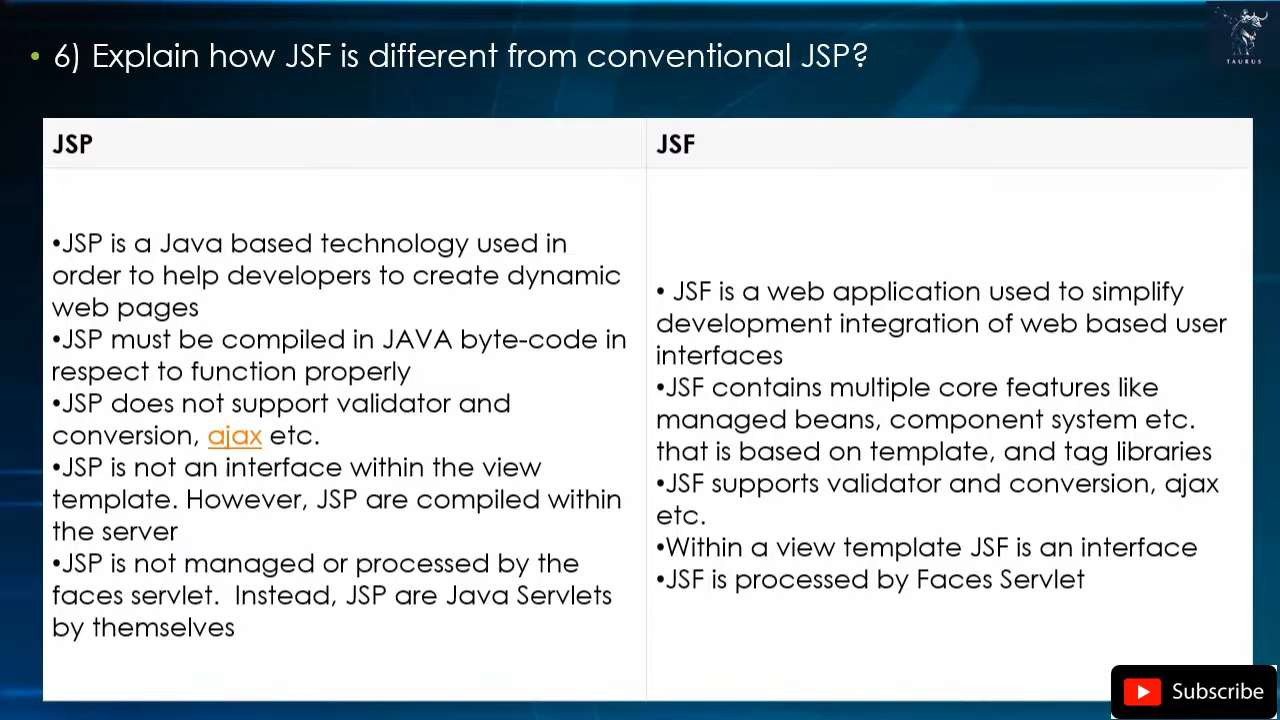 • 6) Explain how JSF is different from conventional JSP?
TAURUS
JSP
•JSP is a Java based technology used in
order to help developers to create dynamic
web pages
•JSP must be compiled in JAVA byte-code in
respect to function properly
•JSP does not support validator and
conversion, ajax etc.
•JSP is not an interface within the view
template. However, JSP are compiled within
the server
•JSP is not managed or processed by the
faces servlet.  Instead, JSP are Java Servlets
by themselves
JSF
• JSF is a web application used to simplify
development integration of web based user
interfaces
•JSF contains multiple core features like
managed beans, component system etc.
that is based on template, and tag libraries
•JSF supports validator and conversion, ajax
etc.
•Within a view template JSF is an interface
•JSF is processed by Faces Servlet
Subscribe